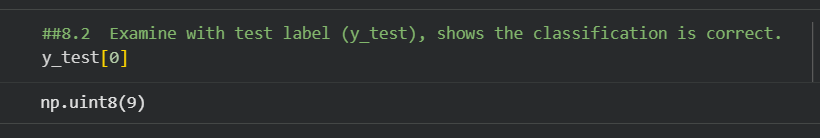 ##8.2  Examine with test label (y_test), shows the classification is correct.
y_test[0]
np.uint8(9)